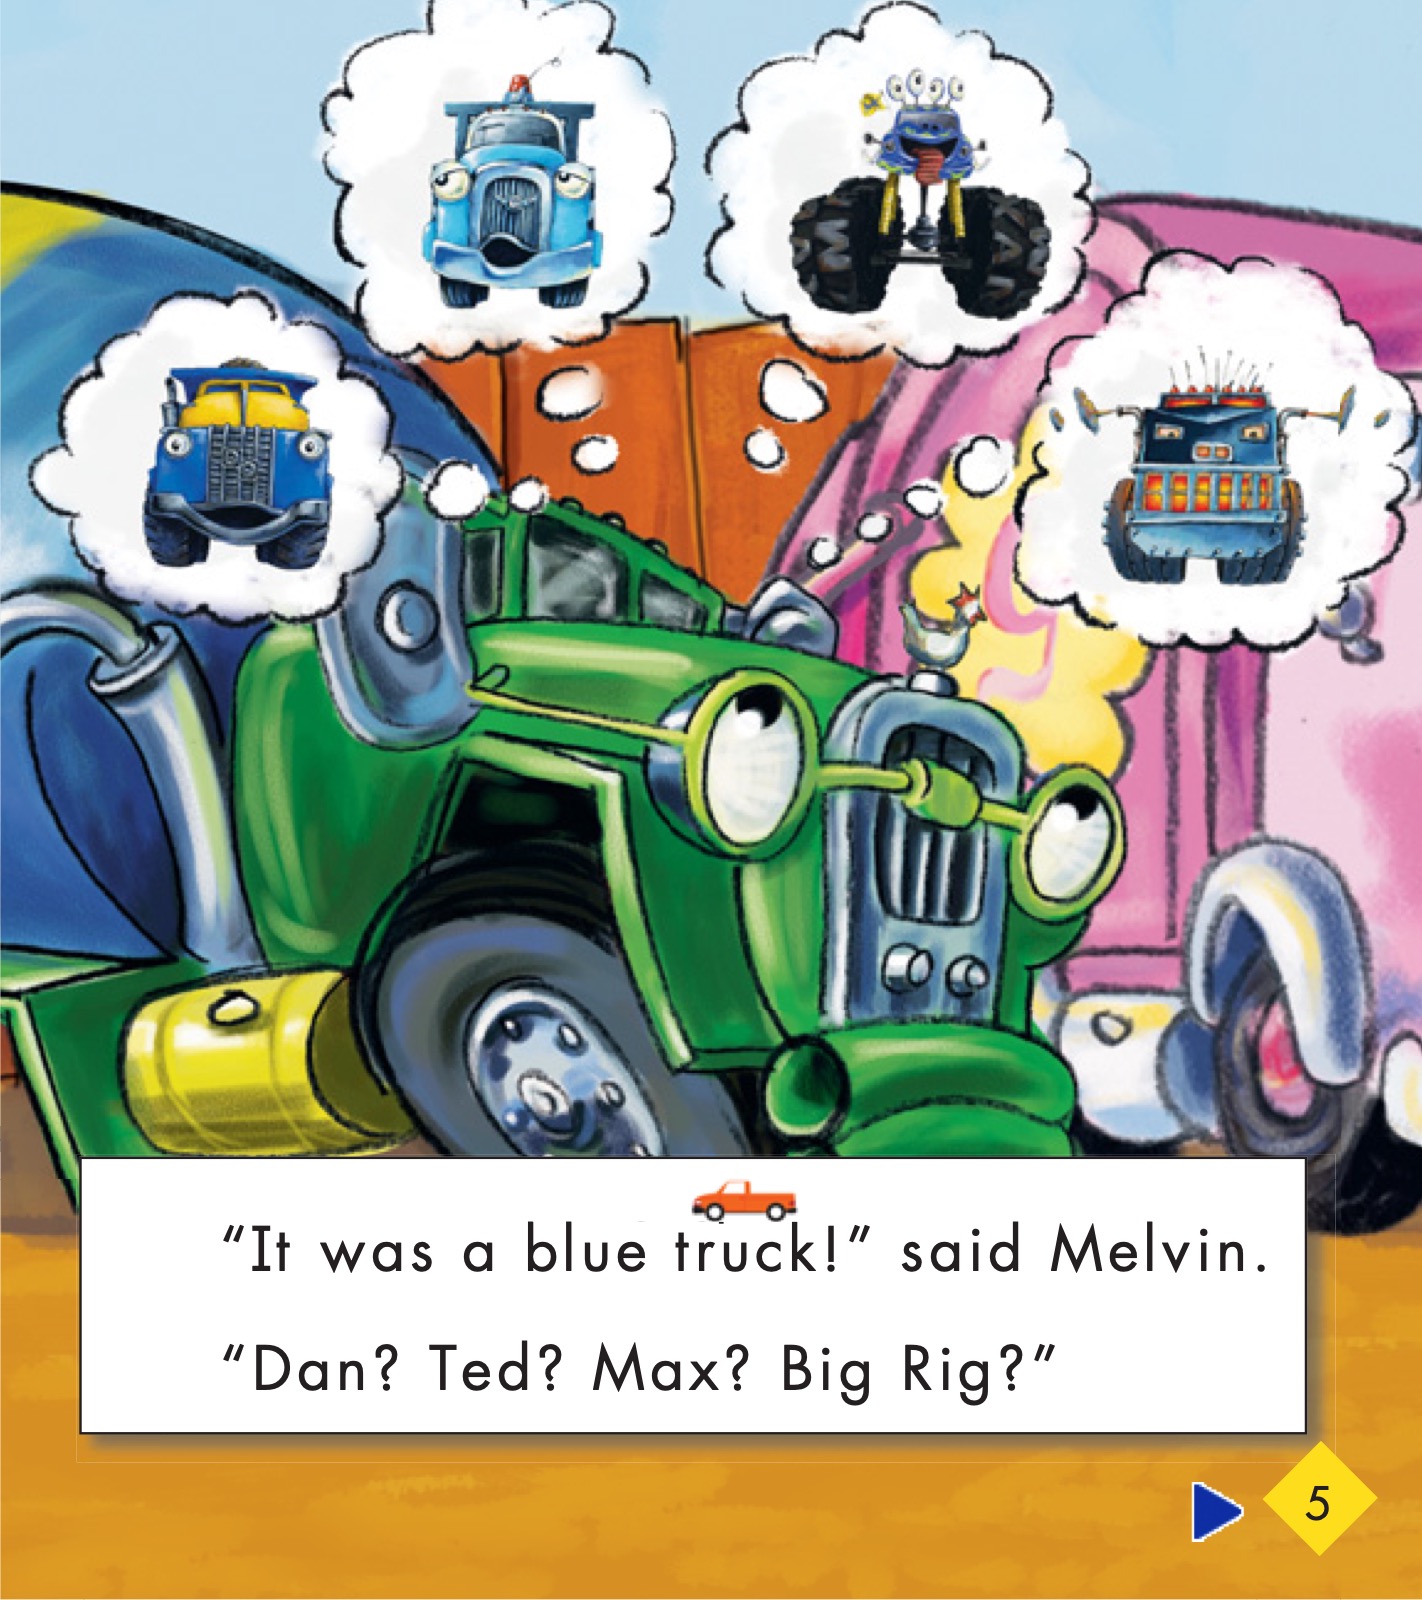 “It was a blue truck!” said Melvin.
“Dan? Ted? Max? Big Rig?”
5